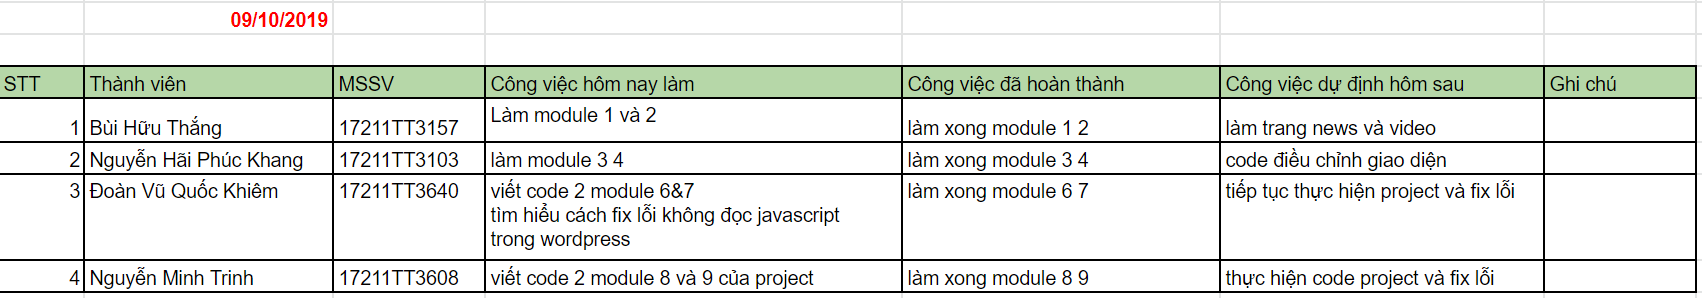 09/10/2019
STT Thành viên MSSV Công việc hôm nay làm Công việc đã hoàn thành Công việc dự định hôm sau Ghi chú
1 Bùi Hữu Thắng 17211TT3157 Làm module 1 và 2 làm xong module 1 2 làm trang news và video
2 Nguyễn Hãi Phúc Khang 17211TT3103 làm module 3 4 làm xong module 3 4 code điều chỉnh giao diện
3 Đoàn Vũ Quốc Khiêm 17211TT3640 viết code 2 module 6&7 làm xong module 6 7 tiếp tục thực hiện project và fix lỗi
tìm hiểu cách fix lỗi không đọc javascript
trong wordpress
4 Nguyễn Minh Trinh 17211TT3608 viết code 2 module 8 và 9 của project làm xong module 8 9 thực hiện code project và fix lỗi